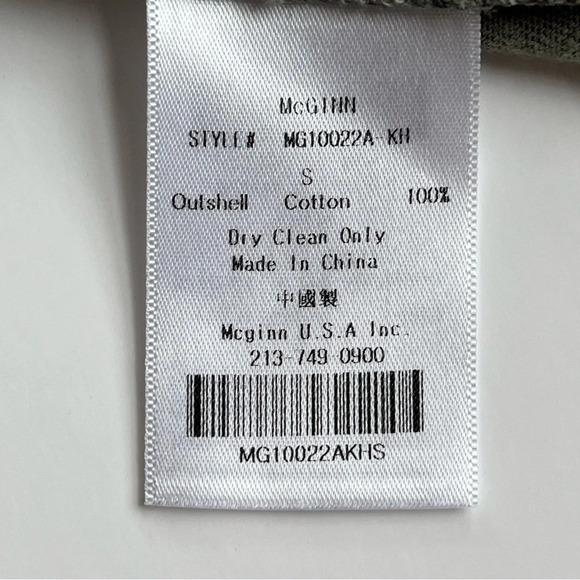 McGINN
STYLE# MG10022A-KH
S
Outshell Cotton 100%
Dry Clean Only
Made In China
中國製
Mcginn U.S.A Inc.
213-749-0900
MG10022AKHS